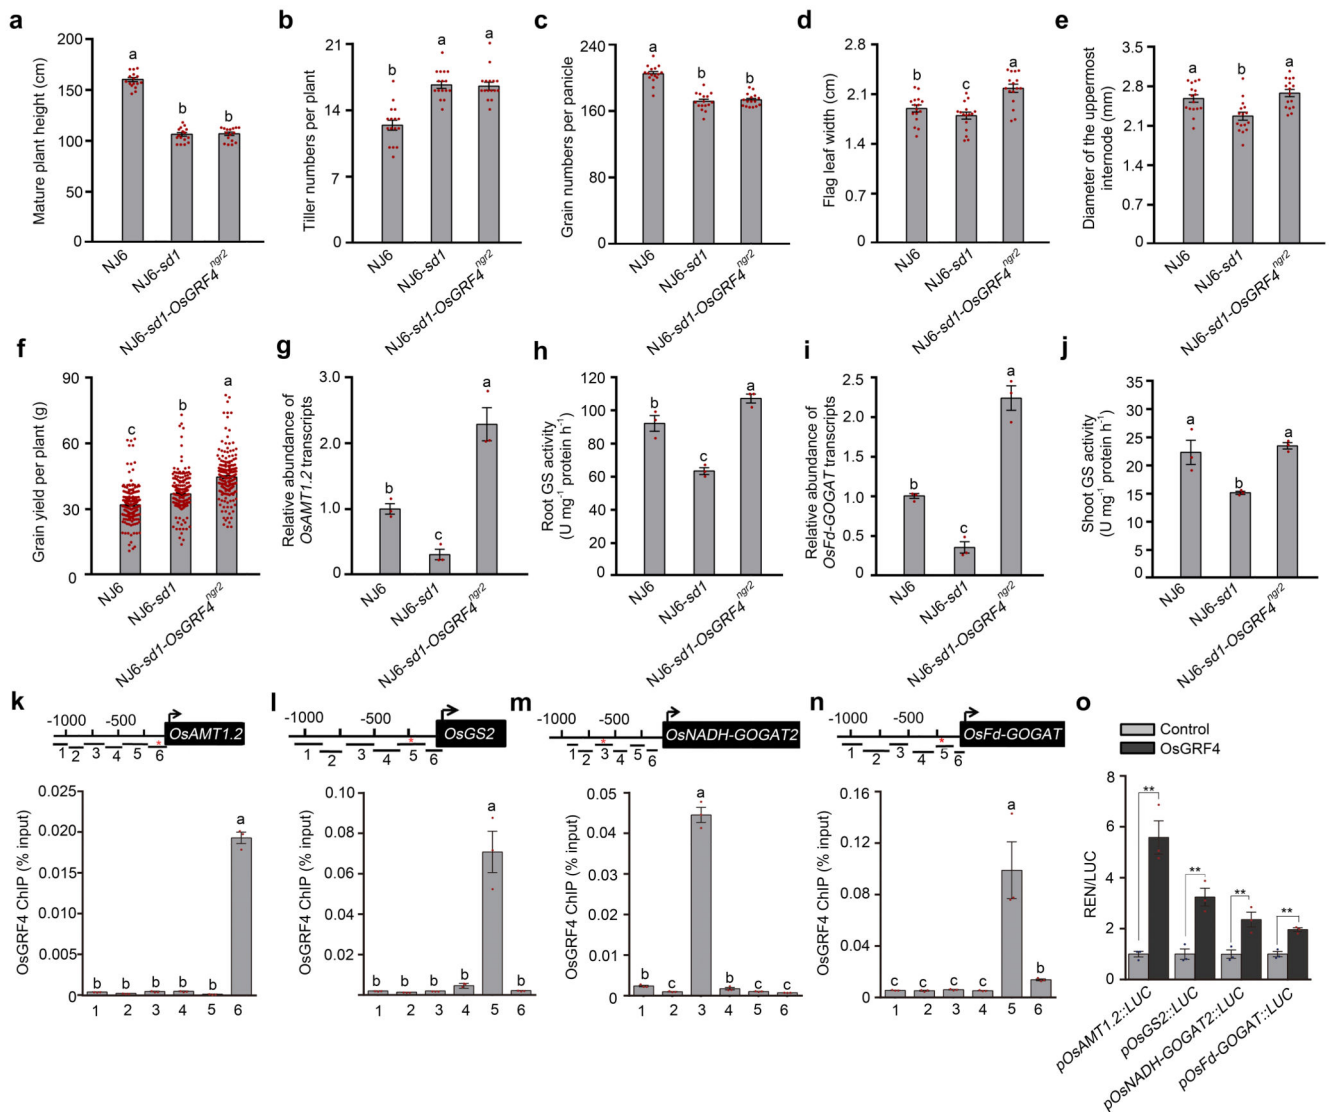 a
Mature plant height (cm)
200
150
100
50
0
a
b
b
NJ6
NJ6-sd1
NJ6-sd1-OsGRF4ngr2
b
Tiller numbers per plant
21
14
7
0
b
a
a
NJ6
NJ6-sd1
NJ6-sd1-OsGRF4ngr2
c
Grain numbers per panicle
240
160
80
0
a
b
b
NJ6
NJ6-sd1
NJ6-sd1-OsGRF4ngr2
d
Flag leaf width (cm)
2.8
2.1
1.4
0.7
0
b
c
a
NJ6
NJ6-sd1
NJ6-sd1-OsGRF4ngr2
e
Diameter of the uppermost
internode (mm)
3.5
2.8
2.1
1.4
0.7
0
a
b
a
NJ6
NJ6-sd1
NJ6-sd1-OsGRF4ngr2
f
Grain yield per plant (g)
90
60
30
0
c
b
a
NJ6
NJ6-sd1
NJ6-sd1-OsGRF4ngr2
g
Relative abundance of
OsAMT1.2 transcripts
3.0
2.0
1.0
0
b
c
a
NJ6
NJ6-sd1
NJ6-sd1-OsGRF4ngr2
h
Root GS activity
(U mg-1 protein h-1)
120
100
80
60
40
20
0
b
c
a
NJ6
NJ6-sd1
NJ6-sd1-OsGRF4ngr2
i
Relative abundance of
OsFd-GOGAT transcripts
2.5
2.0
1.5
1.0
0.5
0
b
c
a
NJ6
NJ6-sd1
NJ6-sd1-OsGRF4ngr2
j
Shoot GS activity
(U mg-1 protein h-1)
35
30
25
20
15
10
5
0
a
b
a
NJ6
NJ6-sd1
NJ6-sd1-OsGRF4ngr2
k
-1000 -500
OsAMT1.2
*
1 2 3 4 5 6
OsGRF4 ChIP (% input)
0.025
0.020
0.015
0.010
0.005
0
b b b b b a
1 2 3 4 5 6
l
-1000 -500
OsGS2
*
1 2 3 4 5 6
OsGRF4 ChIP (% input)
0.10
0.08
0.06
0.04
0.02
0
b b b b a b
1 2 3 4 5 6
m
-1000 -500
OsNADH-GOGAT2
*
1 2 3 4 5 6
OsGRF4 ChIP (% input)
0.05
0.04
0.03
0.02
0.01
0
b c a b c c
1 2 3 4 5 6
n
-1000 -500
OsFd-GOGAT
*
1 2 3 4 5 6
OsGRF4 ChIP (% input)
0.16
0.12
0.08
0.04
0
c c c c a b
1 2 3 4 5 6
o
Control
OsGRF4
REN/LUC
8
6
4
2
0
**
**
**
**
pOsAMT1.2::LUC
pOsGS2::LUC
pOsNADH-GOGAT2::LUC
pOsFd-GOGAT::LUC